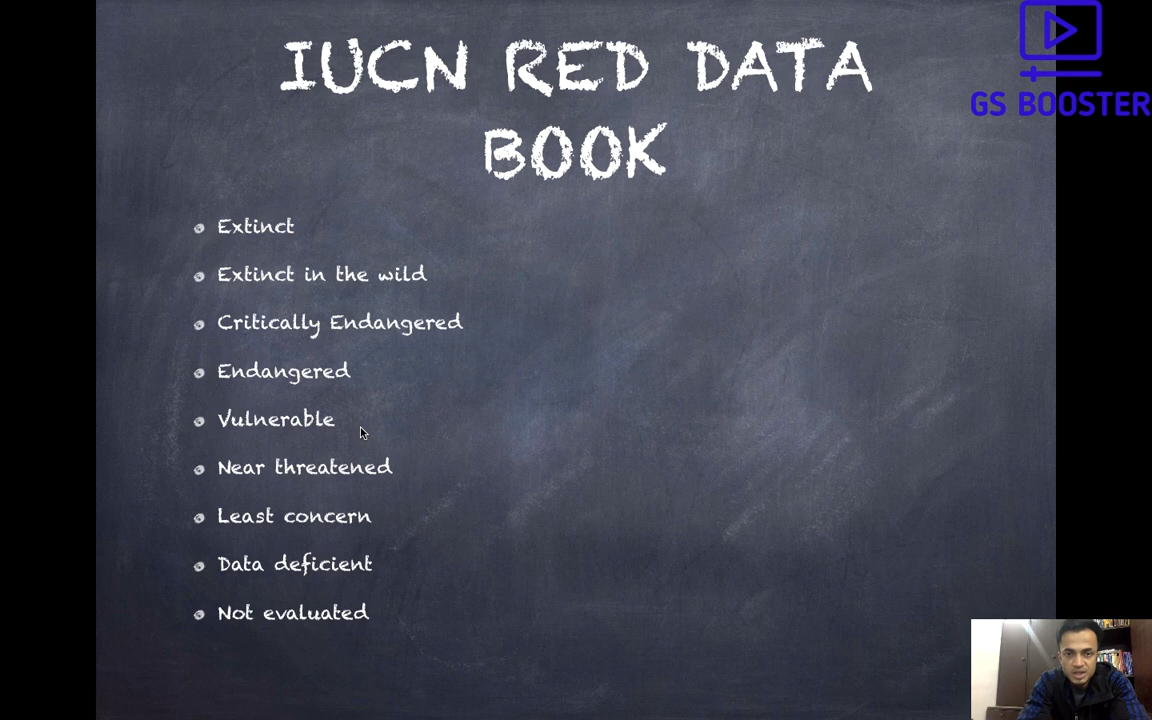 IUCN RED DATA
BOOK
GS BOOSTER
Extinct
Extinct in the wild
Critically Endangered
Endangered
Vulnerable
Near threatened
Least concern
Data deficient
Not evaluated